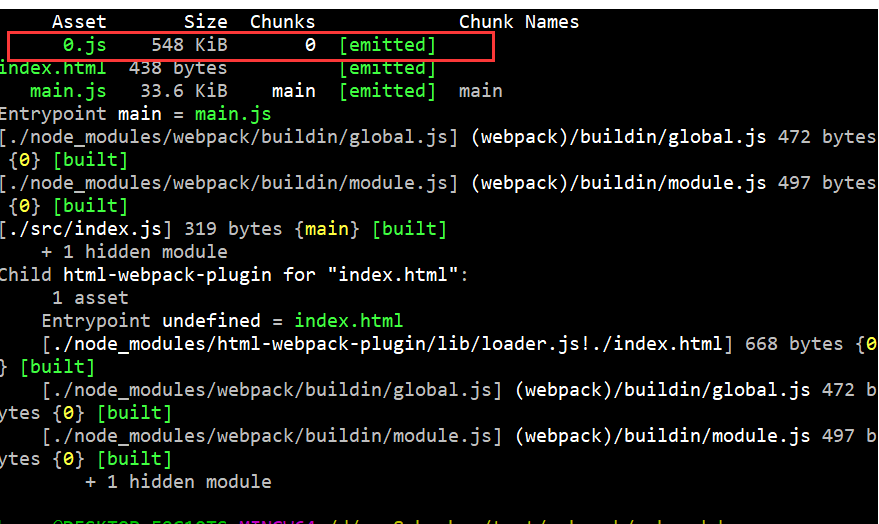 Asset Size Chunks Chunk Names
0.js 548 KiB 0 [emitted]
index.html 438 bytes [emitted]
main.js 33.6 KiB main [emitted] main
Entrypoint main = main.js
[./node_modules/webpack/buildin/global.js] (webpack)/buildin/global.js 472 bytes
{0} [built]
[./node_modules/webpack/buildin/module.js] (webpack)/buildin/module.js 497 bytes
{0} [built]
[./src/index.js] 319 bytes {main} [built]
+ 1 hidden module
Child html-webpack-plugin for "index.html":
1 asset
Entrypoint undefined = index.html
[./node_modules/html-webpack-plugin/lib/loader.js!./index.html] 668 bytes {0
} [built]
[./node_modules/webpack/buildin/global.js] (webpack)/buildin/global.js 472 b
ytes {0} [built]
[./node_modules/webpack/buildin/module.js] (webpack)/buildin/module.js 497 b
ytes {0} [built]
+ 1 hidden module